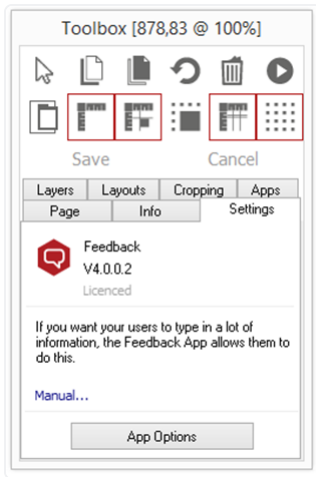 Toolbox [878,83 @ 100%]
Save Cancel
Layers Layouts Cropping Apps
Page Info Settings
Feedback
V4.0.0.2
Licenced
If you want your users to type in a lot of
information, the Feedback App allows them to
do this.
Manual...
App Options